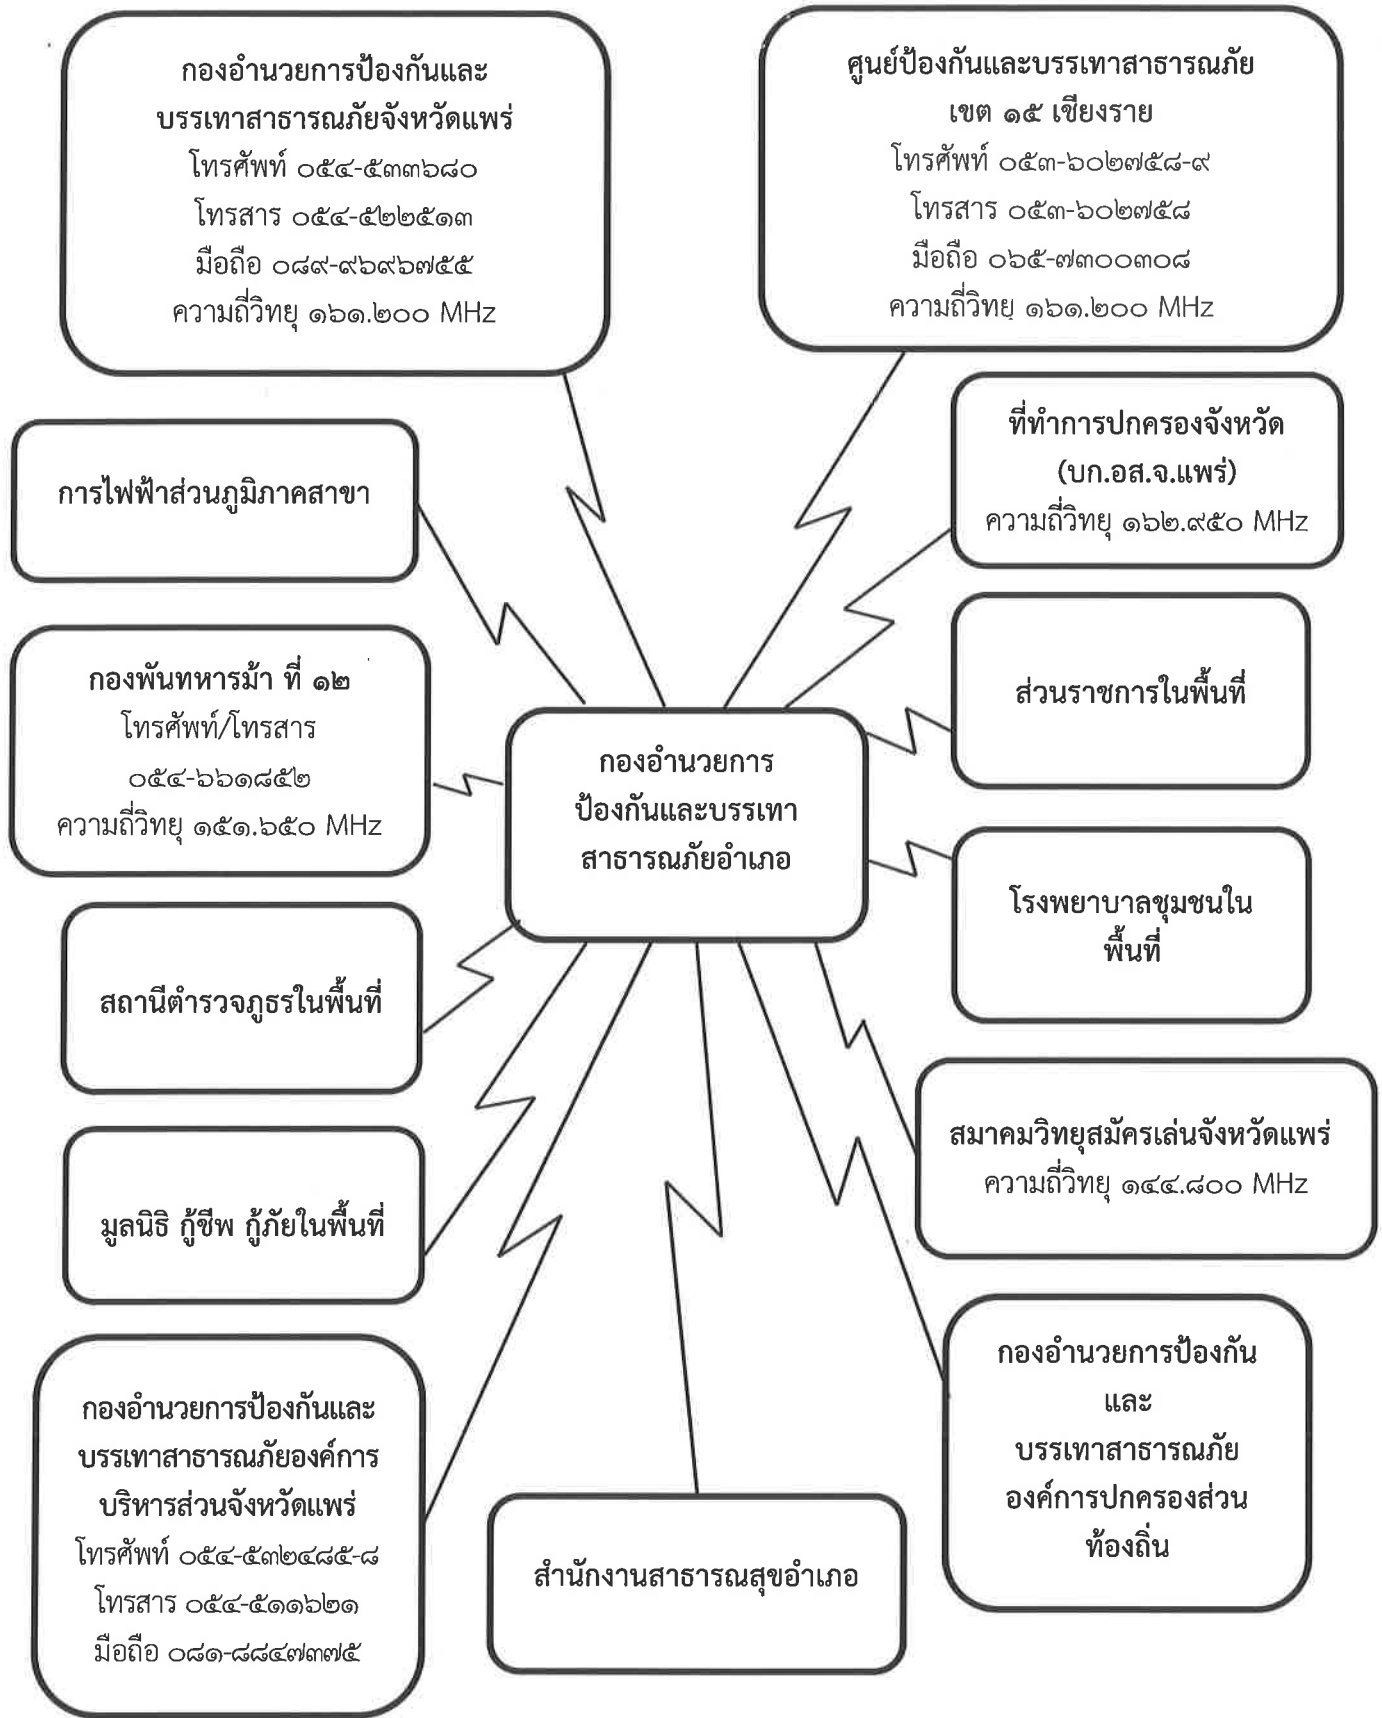 กองอำนวยการป้องกันและ
บรรเทาสาธารณภัยจังหวัดแพร่
โทรศัพท์ ๐๕๔-๕๓๓๖๘๐
โทรสาร ๐๕๔-๕๒๒๕๑๓
มือถือ ๐๘๙-๙๖๙๖๗๕๕
ความถี่วิทยุ ๑๖๑.๒๐๐ MHz
ศูนย์ป้องกันและบรรเทาสาธารณภัย
เขต ๑๕ เชียงราย
โทรศัพท์ ๐๕๓-๖๐๒๗๕๘-๙
โทรสาร ๐๕๓-๖๐๒๗๕๘
มือถือ ๐๖๕-๗๓๐๐๓๐๘
ความถี่วิทยุ ๑๖๑.๒๐๐ MHz
การไฟฟ้าส่วนภูมิภาคสาขา
ที่ทำการปกครองจังหวัด
(บก.อส.จ.แพร่)
ความถี่วิทยุ ๑๖๒.๙๕๐ MHz
กองพันทหารม้า ที่ ๑๒
โทรศัพท์/โทรสาร
๐๕๔-๖๖๑๘๕๒
ความถี่วิทยุ ๑๕๑.๖๕๐ MHz
ส่วนราชการในพื้นที่
กองอำนวยการ
ป้องกันและบรรเทา
สาธารณภัยอำเภอ
โรงพยาบาลชุมชนใน
พื้นที่
สถานีตำรวจภูธรในพื้นที่
สมาคมวิทยุสมัครเล่นจังหวัดแพร่
ความถี่วิทยุ ๑๔๔.๘๐๐ MHz
มูลนิธิ กู้ชีพ กู้ภัยในพื้นที่
กองอำนวยการป้องกันและ
บรรเทาสาธารณภัยองค์การ
บริหารส่วนจังหวัดแพร่
โทรศัพท์ ๐๕๔-๕๓๒๔๘๕-๘
โทรสาร ๐๕๔-๕๑๑๖๒๑
มือถือ ๐๘๑-๘๘๔๗๓๗๕
สำนักงานสาธารณสุขอำเภอ
กองอำนวยการป้องกัน
และ
บรรเทาสาธารณภัย
องค์การปกครองส่วน
ท้องถิ่น